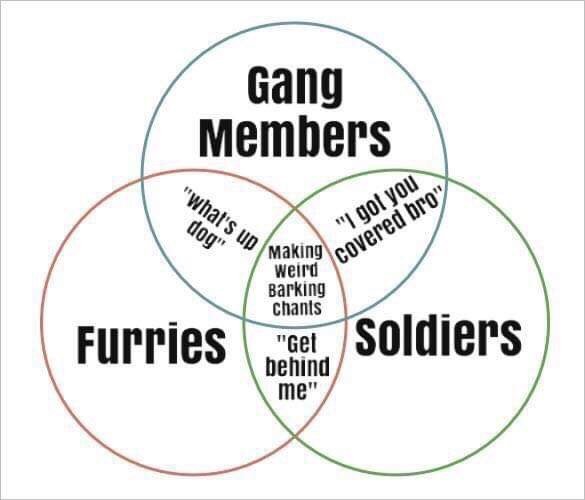 Gang
Members
"what's up
dog"
"I got you
covered bro"
Making
Weird
Barking
Chants
Furries
Soldiers
"Get
behind
me"